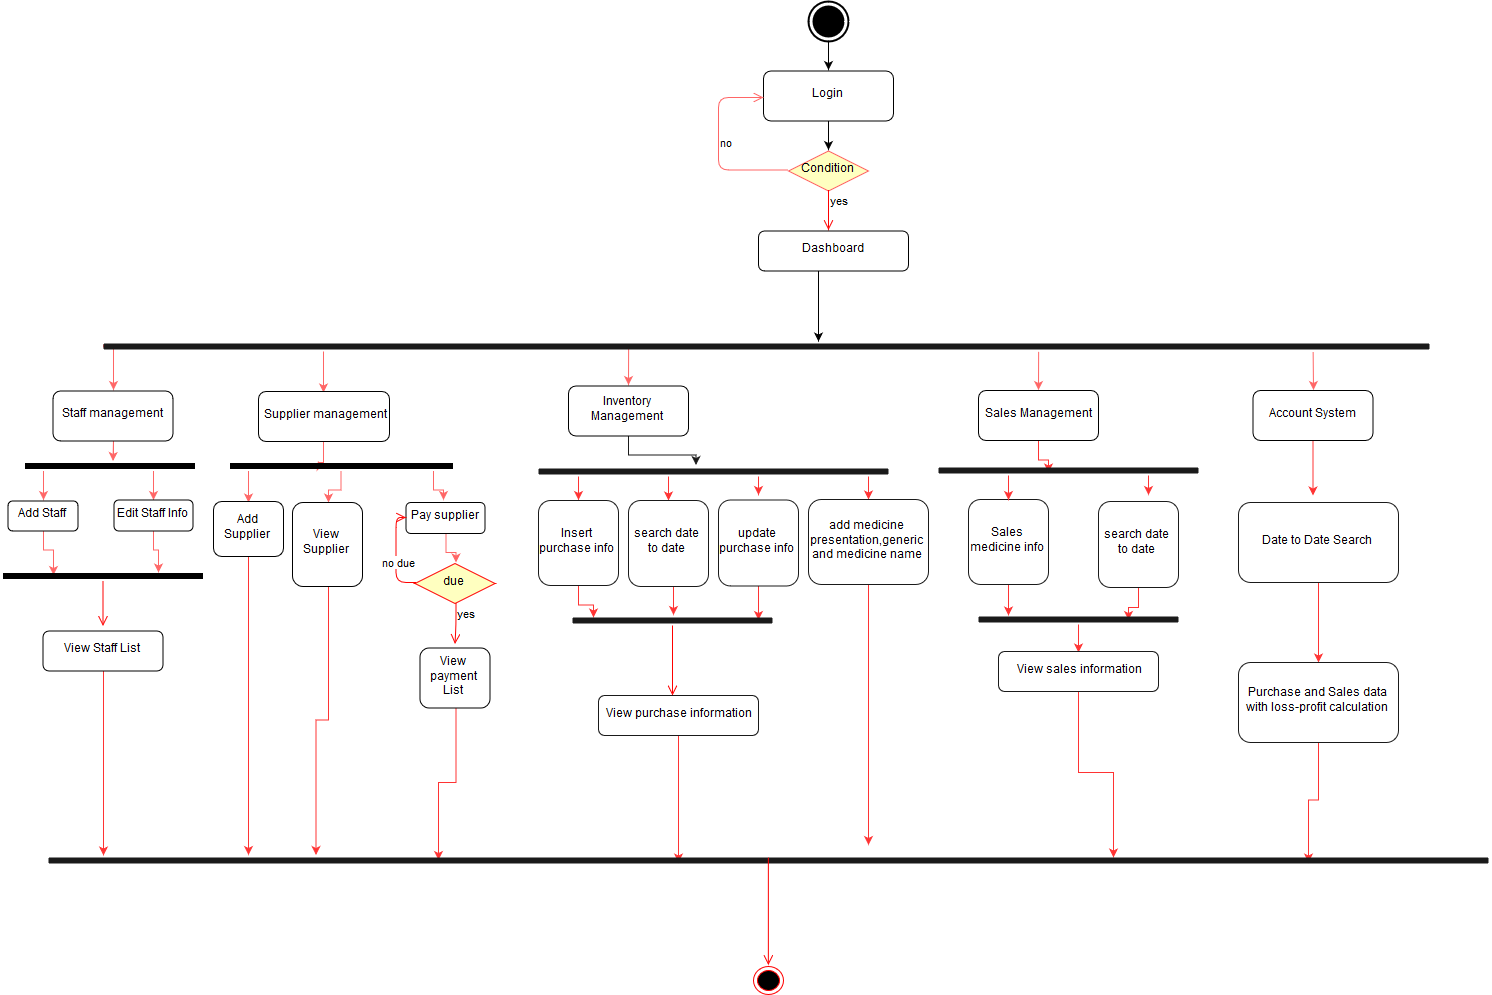 Login
no
Condition
yes
Dashboard
Staff management
Supplier management
Inventory
Management
Sales Management
Account System
Add Staff
Edit Staff Info
Add
Supplier
View
Supplier
Pay supplier
no due
due
yes
View
payment
List
Insert
purchase info
search date
to date
update
purchase info
add medicine
presentation,generic
and medicine name
Sales
medicine info
search date
to date
Date to Date Search
View Staff List
View purchase information
View sales information
Purchase and Sales data
with loss-profit calculation